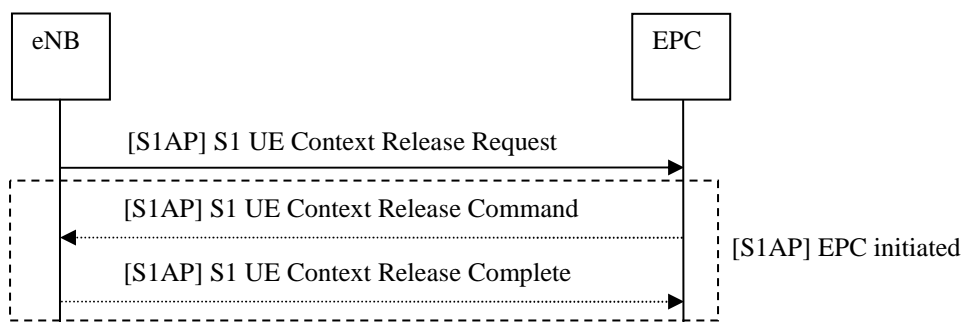 eNB
EPC
[S1AP] S1 UE Context Release Request
[S1AP] S1 UE Context Release Command
[S1AP] EPC initiated
[S1AP] S1 UE Context Release Complete